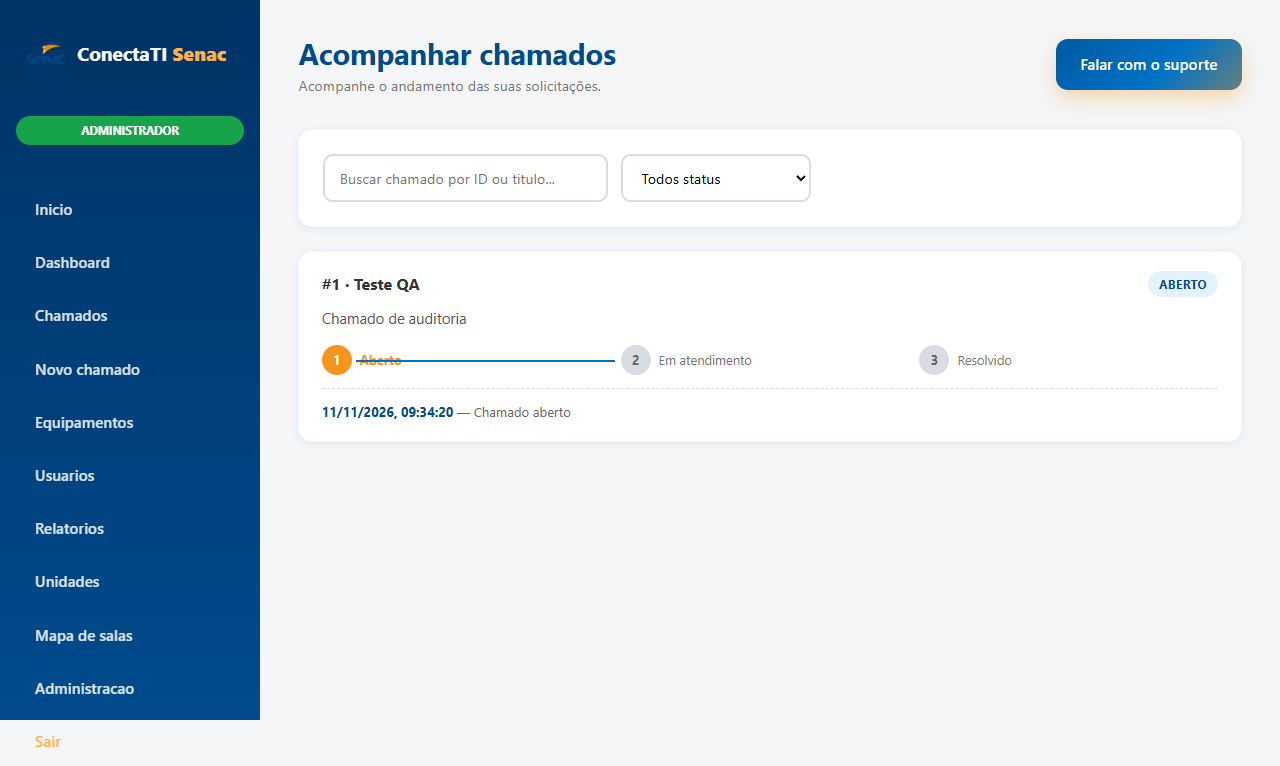 Senac
ConectaTI Senac
ADMINISTRADOR
Inicio
Dashboard
Chamados
Novo chamado
Equipamentos
Usuarios
Relatorios
Unidades
Mapa de salas
Administracao
Sair
Acompanhar chamados
Acompanhe o andamento das suas solicitações.
Falar com o suporte
Buscar chamado por ID ou titulo...
Todos status
#1 · Teste QA
ABERTO
Chamado de auditoria
1 Aberto
2 Em atendimento
3 Resolvido
11/11/2026, 09:34:20 — Chamado aberto